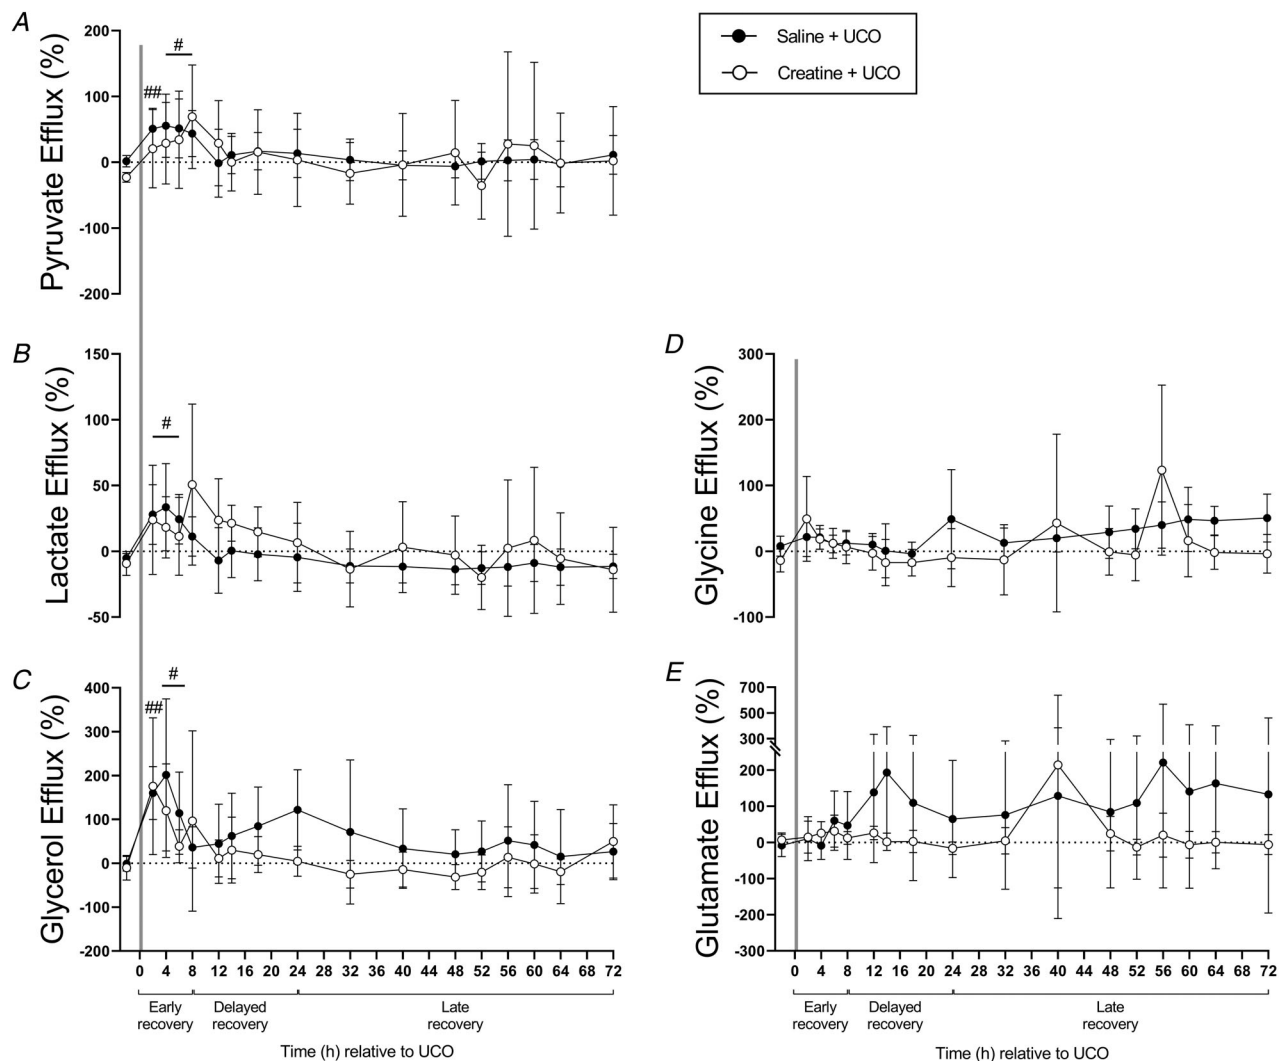 A
Pyruvate Efflux (%)
200
100
0
-100
-200
##
#
Saline + UCO
Creatine + UCO
B
Lactate Efflux (%)
150
100
50
0
-50
#
D
Glycine Efflux (%)
300
200
100
0
-100
C
Glycerol Efflux (%)
400
300
200
100
0
-100
-200
##
#
0 4 8 12 16 20 24 28 32 36 40 44 48 52 56 60 64 68 72
Early
recovery
Delayed
recovery
Late
recovery
Time (h) relative to UCO
E
Glutamate Efflux (%)
700
500
300
200
100
0
-100
-200
-300
0 4 8 12 16 20 24 28 32 36 40 44 48 52 56 60 64 68 72
Early
recovery
Delayed
recovery
Late
recovery
Time (h) relative to UCO